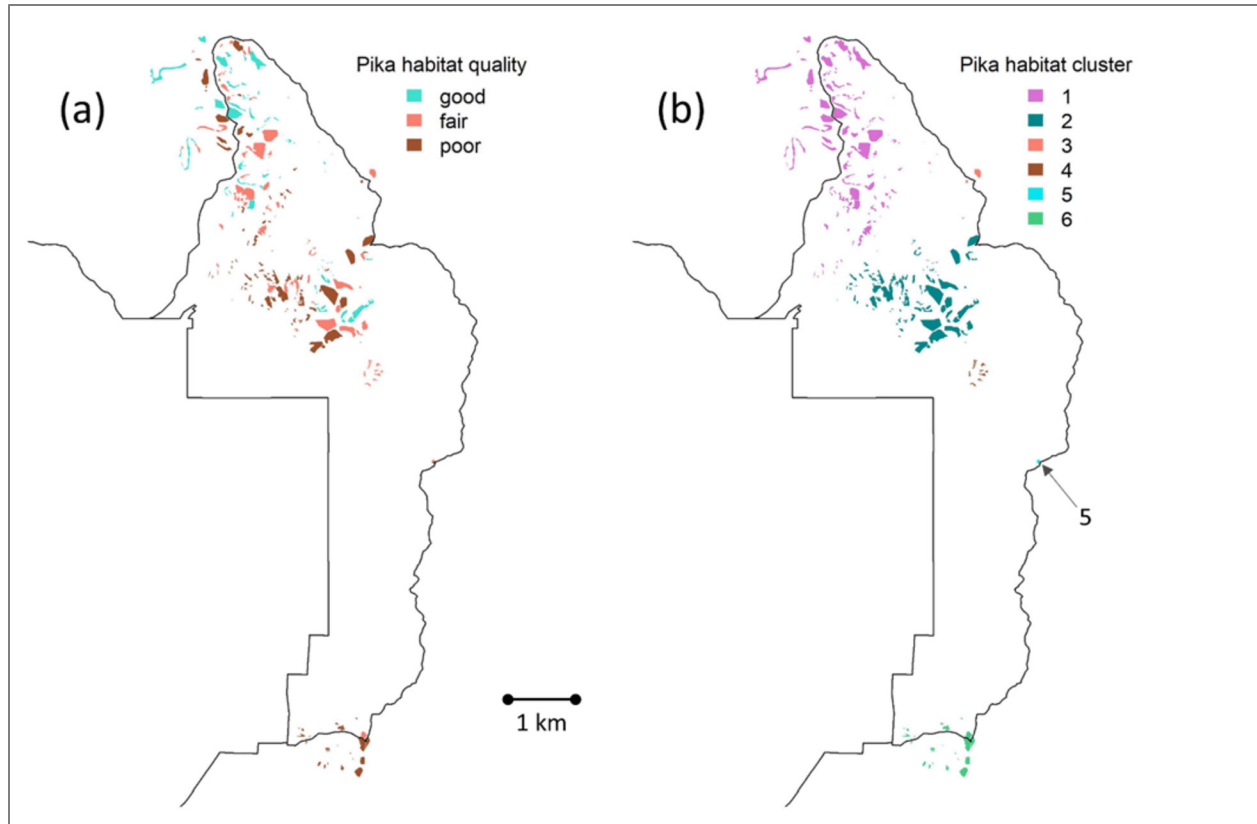 (a)
Pika habitat quality
good
fair
poor
(b)
Pika habitat cluster
1
2
3
4
5
6
5
1 km